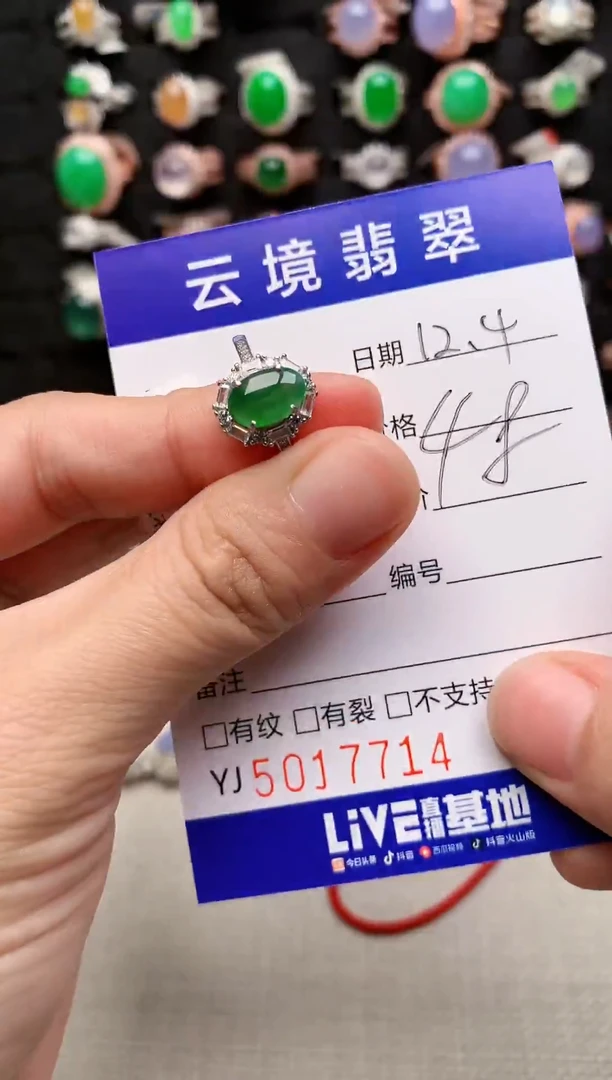 云境翡翠
日期 12.4
格 48
价
编号
备注
□有纹 □有裂 □不支持
YJ 5017714
LiVE直播基地
今日头条 抖音 西瓜视频 抖音火山版